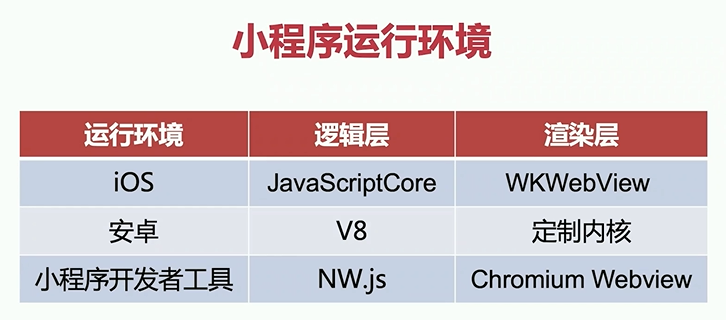 小程序运行环境
运行环境 逻辑层 渲染层
iOS JavaScriptCore WKWebView
安卓 V8 定制内核
小程序开发者工具 NW.js Chromium Webview